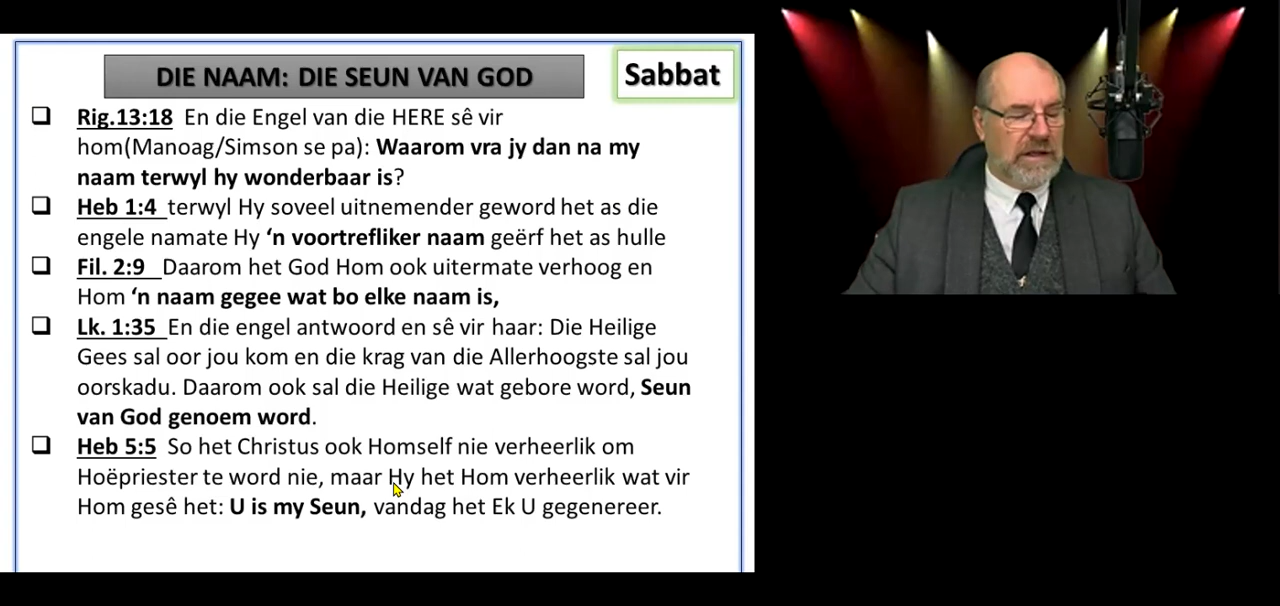 DIE NAAM: DIE SEUN VAN GOD
Sabbat
Rig.13:18 En die Engel van die HERE sê vir
hom(Manoag/Simson se pa): Waarom vra jy dan na my
naam terwyl hy wonderbaar is?
Heb 1:4 terwyl Hy soveel uitnemender geword het as die
engele namate Hy ‘n voortrefliker naam geërf het as hulle
Fil. 2:9 Daarom het God Hom ook uitermate verhoog en
Hom ‘n naam gegee wat bo elke naam is,
Lk. 1:35 En die engel antwoord en sê vir haar: Die Heilige
Gees sal oor jou kom en die krag van die Allerhoogste sal jou
oorskadu. Daarom ook sal die Heilige wat gebore word, Seun
van God genoem word.
Heb 5:5 So het Christus ook Homself nie verheerlik om
Hoëpriester te word nie, maar Hy het Hom verheerlik wat vir
Hom gesê het: U is my Seun, vandag het Ek U gegenereer.